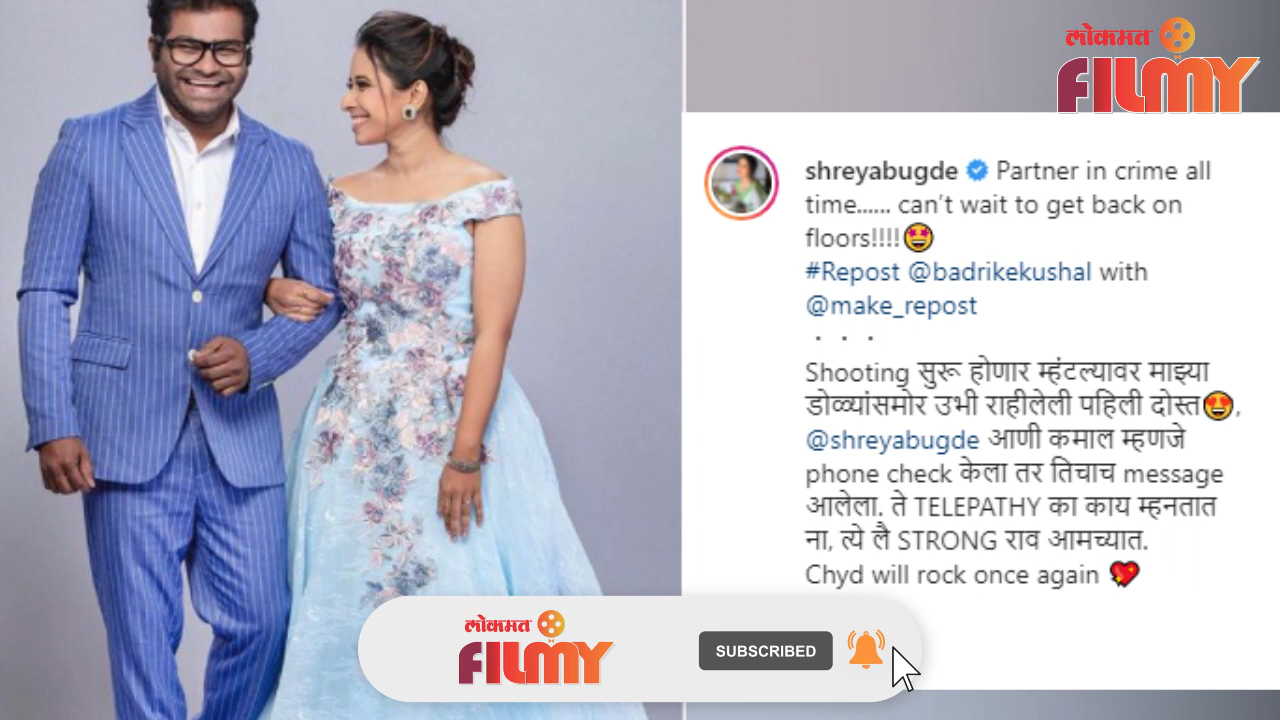 लोकमत
FILMY
shreyabugde Partner in crime all
time...... can't wait to get back on
floors!!!!🤩
#Repost @badrikekushal with
@make_repost
・・・
Shooting सुरू होणार म्हंटल्यावर माझ्या
डोळ्यांसमोर उभी राहीलेली पहिली दोस्त😍,
@shreyabugde आणी कमाल म्हणजे
phone check केला तर तिचाच message
आलेला. ते TELEPATHY का काय म्हनतात
ना, त्ये लै STRONG राव आमच्यात.
Chyd will rock once again 💖
लोकमत
FILMY
SUBSCRIBED